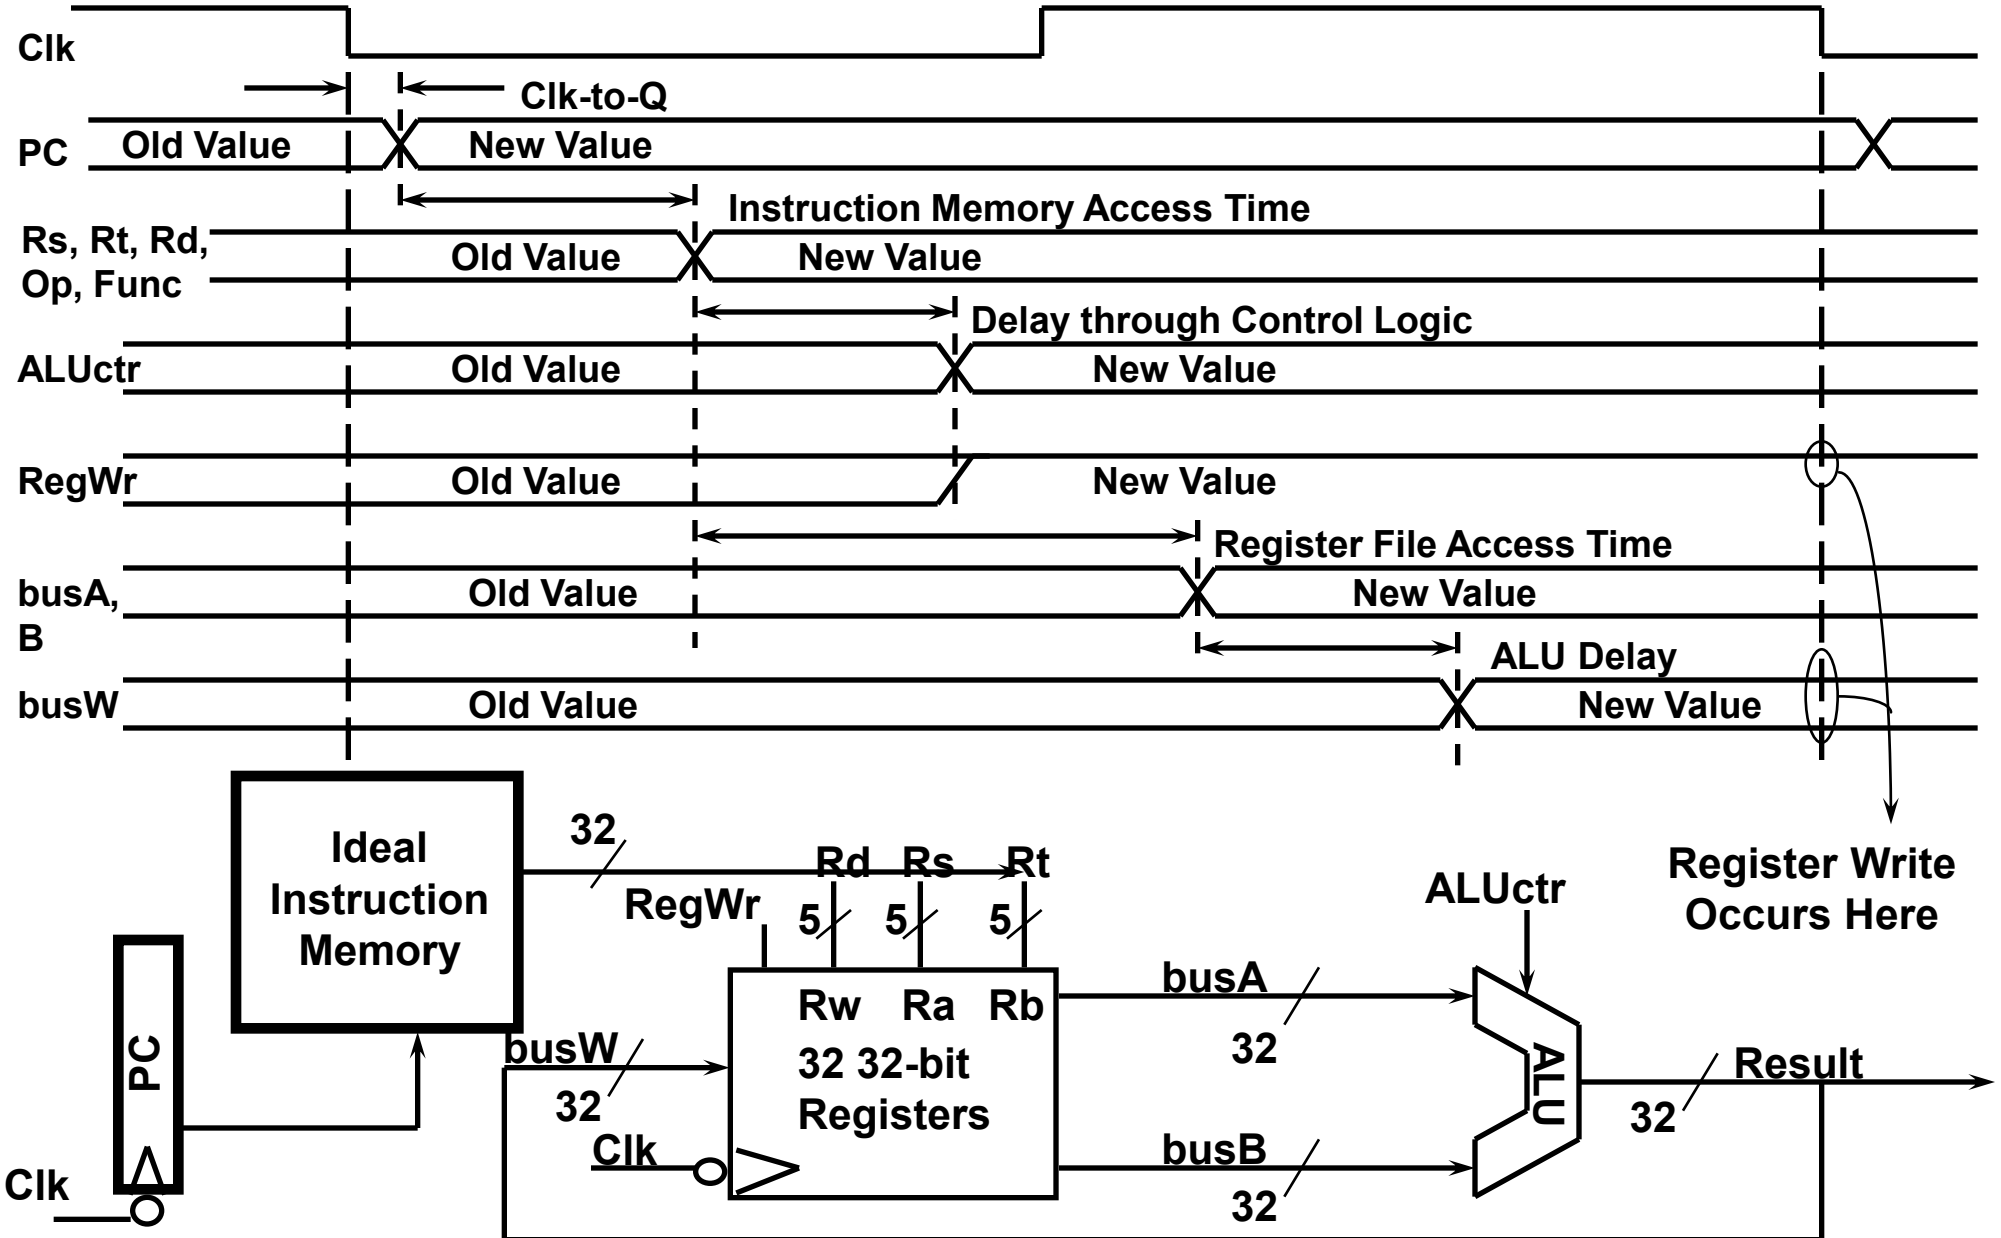 Clk
Clk-to-Q
PC
Old Value
New Value
Instruction Memory Access Time
Rs, Rt, Rd,
Op, Func
Old Value
New Value
Delay through Control Logic
ALUctr
Old Value
New Value
RegWr
Old Value
New Value
Register File Access Time
busA,
B
Old Value
New Value
ALU Delay
busW
Old Value
New Value
Ideal
Instruction
Memory
32
Rd
Rs
Rt
RegWr
5
5
5
ALUctr
Register Write
Occurs Here
PC
Clk
busW
32
Rw
Ra
Rb
32 32-bit
Registers
Clk
busA
32
busB
32
ALU
Result
32